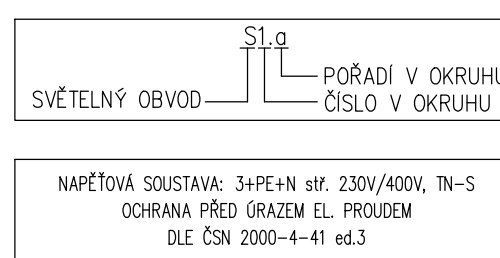 S1.a
POŘADÍ V OKRUHU
SVĚTELNÝ OBVOD
ČÍSLO V OKRUHU
NAPĚŤOVÁ SOUSTAVA: 3+PE+N stř. 230V/400V, TN-S
OCHRANA PŘED ÚRAZEM EL. PROUDEM
DLE ČSN 2000-4-41 ed.3